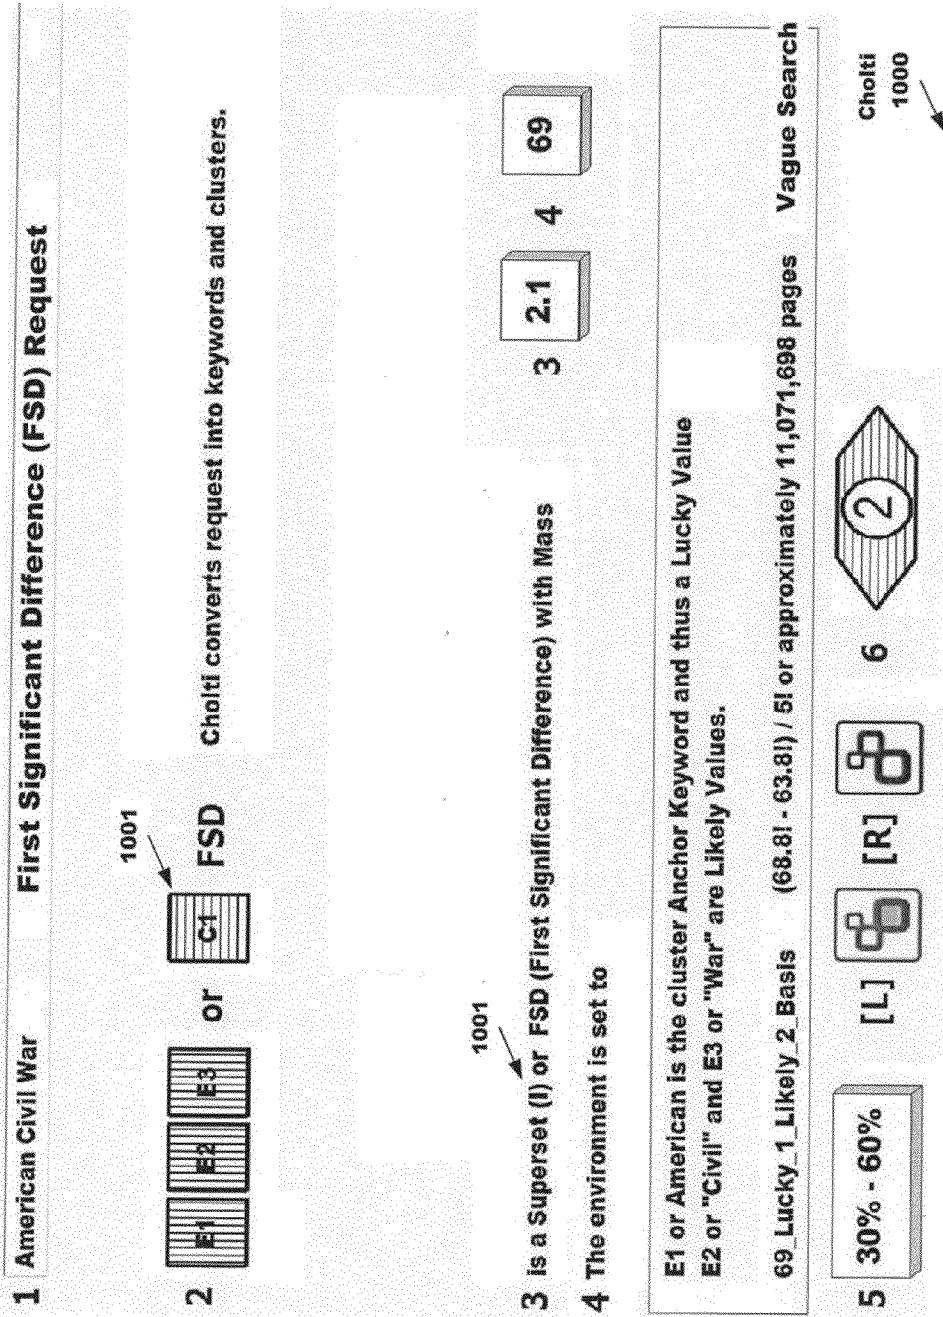 1 American Civil War First Significant Difference (FSD) Request
1001
2 E1 E2 E3 or C1 FSD Cholti converts request into keywords and clusters.
1001
3 is a Superset (I) or FSD (First Significant Difference) with Mass 3 2.1 4 69
4 The environment is set to
E1 or American is the cluster Anchor Keyword and thus a Lucky Value
E2 or "Civil" and E3 or "War" are Likely Values.
69_Lucky_1_Likely_2_Basis (68.8! - 63.8!) / 5! or approximately 11,071,698 pages Vague Search
5 30% - 60% [L] [R] 6 2
Cholti
1000